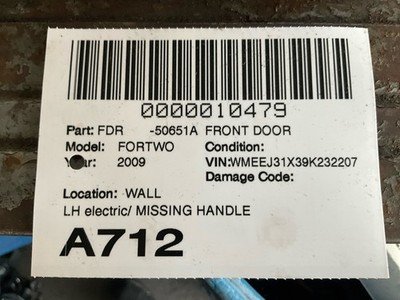 0000010479
Part: FDR -50651A FRONT DOOR
Model: FORTWO Condition:
Year: 2009 VIN:WMEEJ31X39K232207
Damage Code:
Location: WALL
LH electric/ MISSING HANDLE
A712